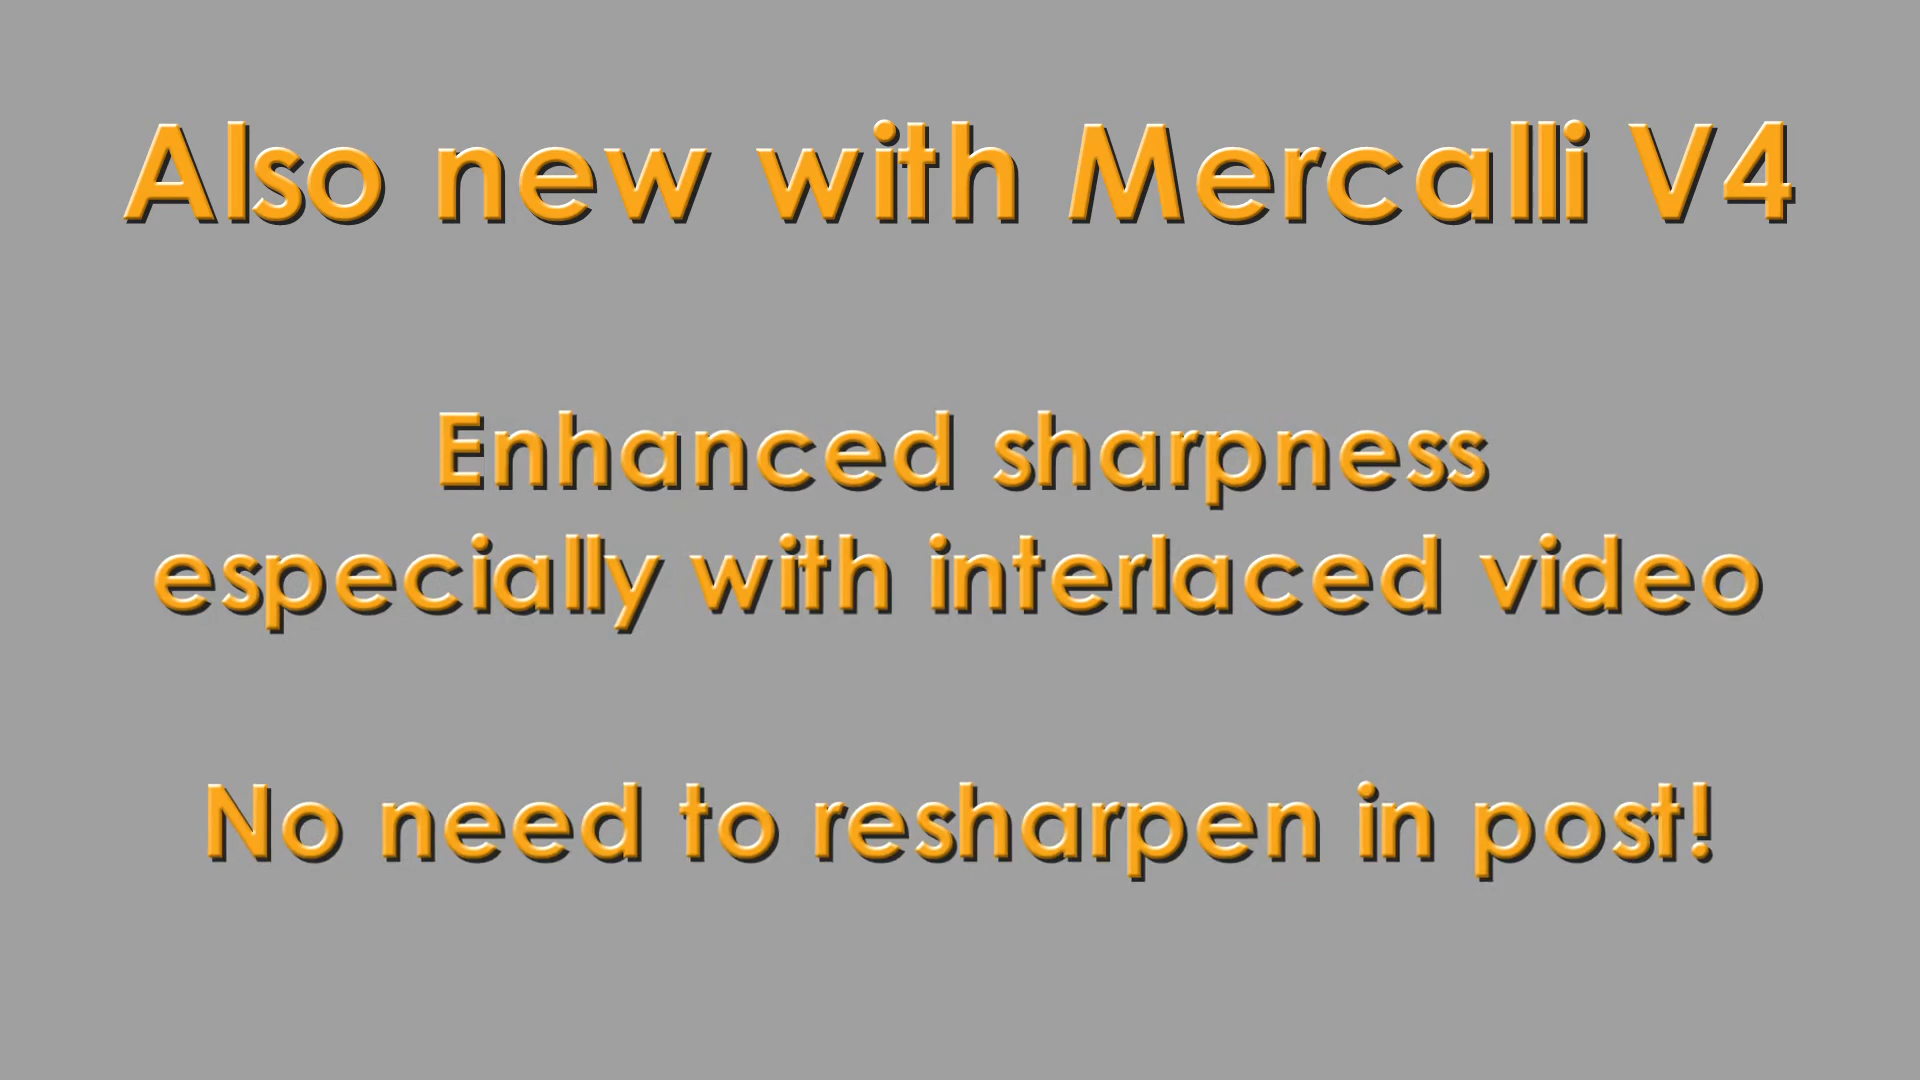 Also new with Mercalli V4
Enhanced sharpness
especially with interlaced video
No need to resharpen in post!